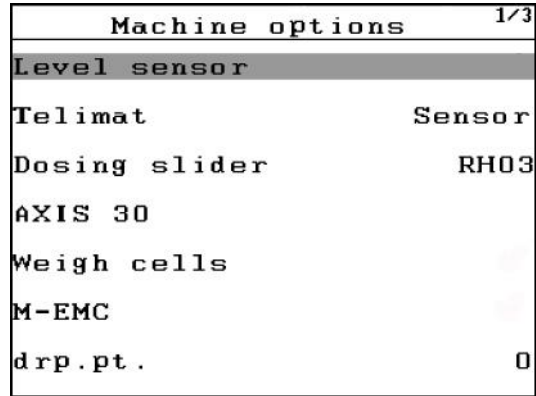 Machine options 1/3
Level sensor
Telimat Sensor
Dosing slider RH03
AXIS 30
Weigh cells
M-EMC
drp.pt. 0